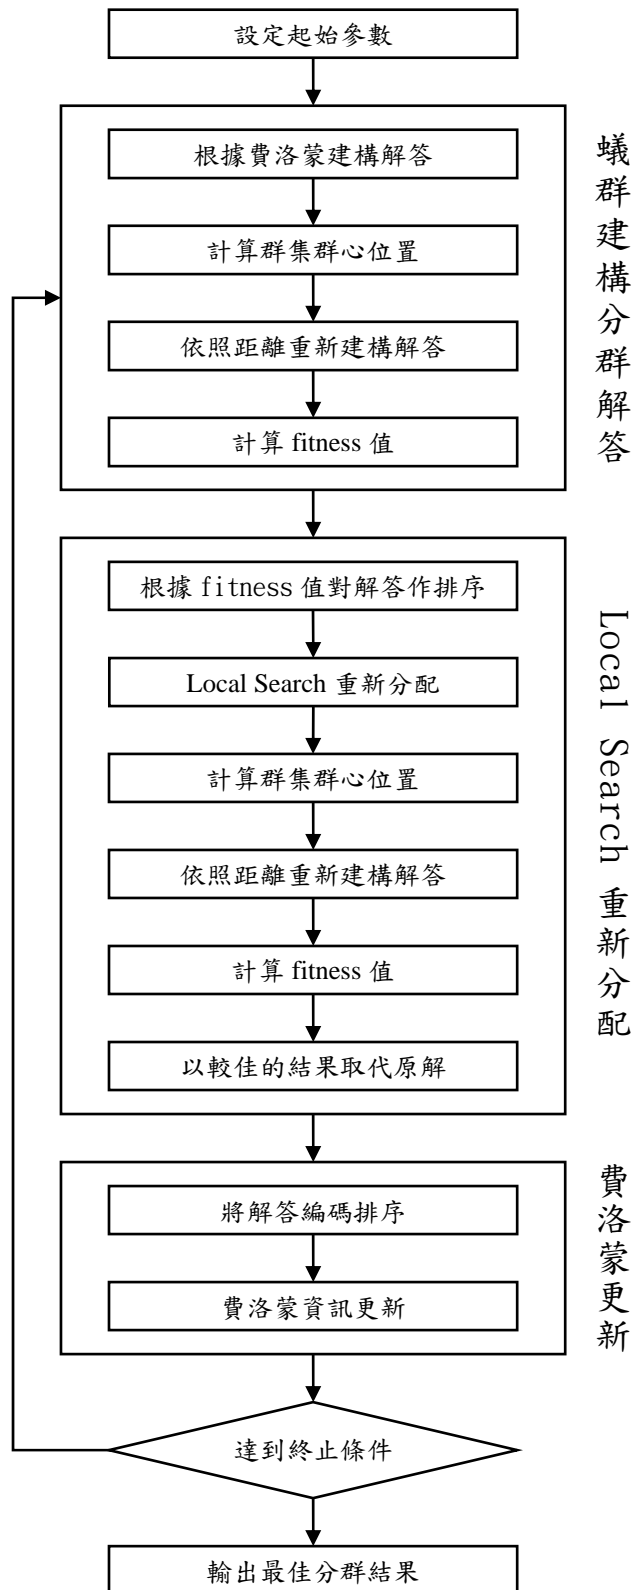 設定起始參數
根據費洛蒙建構解答
計算群集群心位置
依照距離重新建構解答
計算 fitness 值
蟻群建構分群解答
根據 fitness 值對解答作排序
Local Search 重新分配
計算群集群心位置
依照距離重新建構解答
計算 fitness 值
以較佳的結果取代原解
Local Search 重新分配
將解答編碼排序
費洛蒙資訊更新
費洛蒙更新
達到終止條件
輸出最佳分群結果